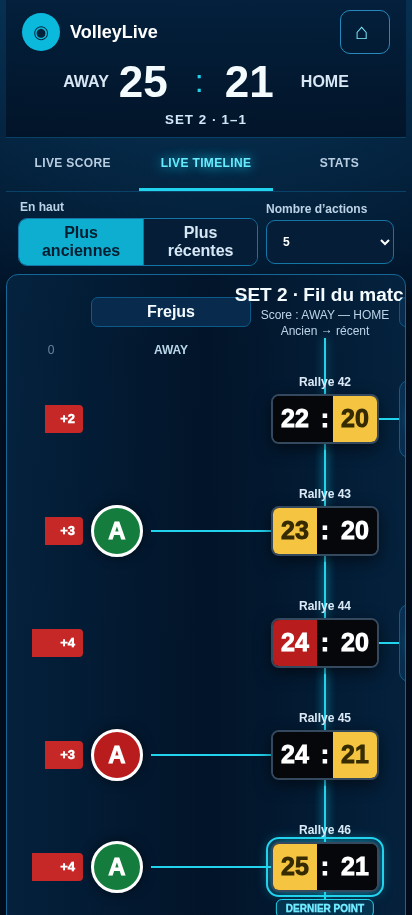 VolleyLive
AWAY 25 : 21 HOME
SET 2 · 1–1
LIVE SCORE LIVE TIMELINE STATS
En haut
Plus anciennes
Plus récentes
Nombre d’actions
5
SET 2 · Fil du matc
Frejus
Score : AWAY — HOME
Ancien → récent
0 AWAY
Rallye 42
+2 22 : 20
Rallye 43
+3 A 23 : 20
Rallye 44
+4 24 : 20
Rallye 45
+3 A 24 : 21
Rallye 46
+4 A 25 : 21
DERNIER POINT